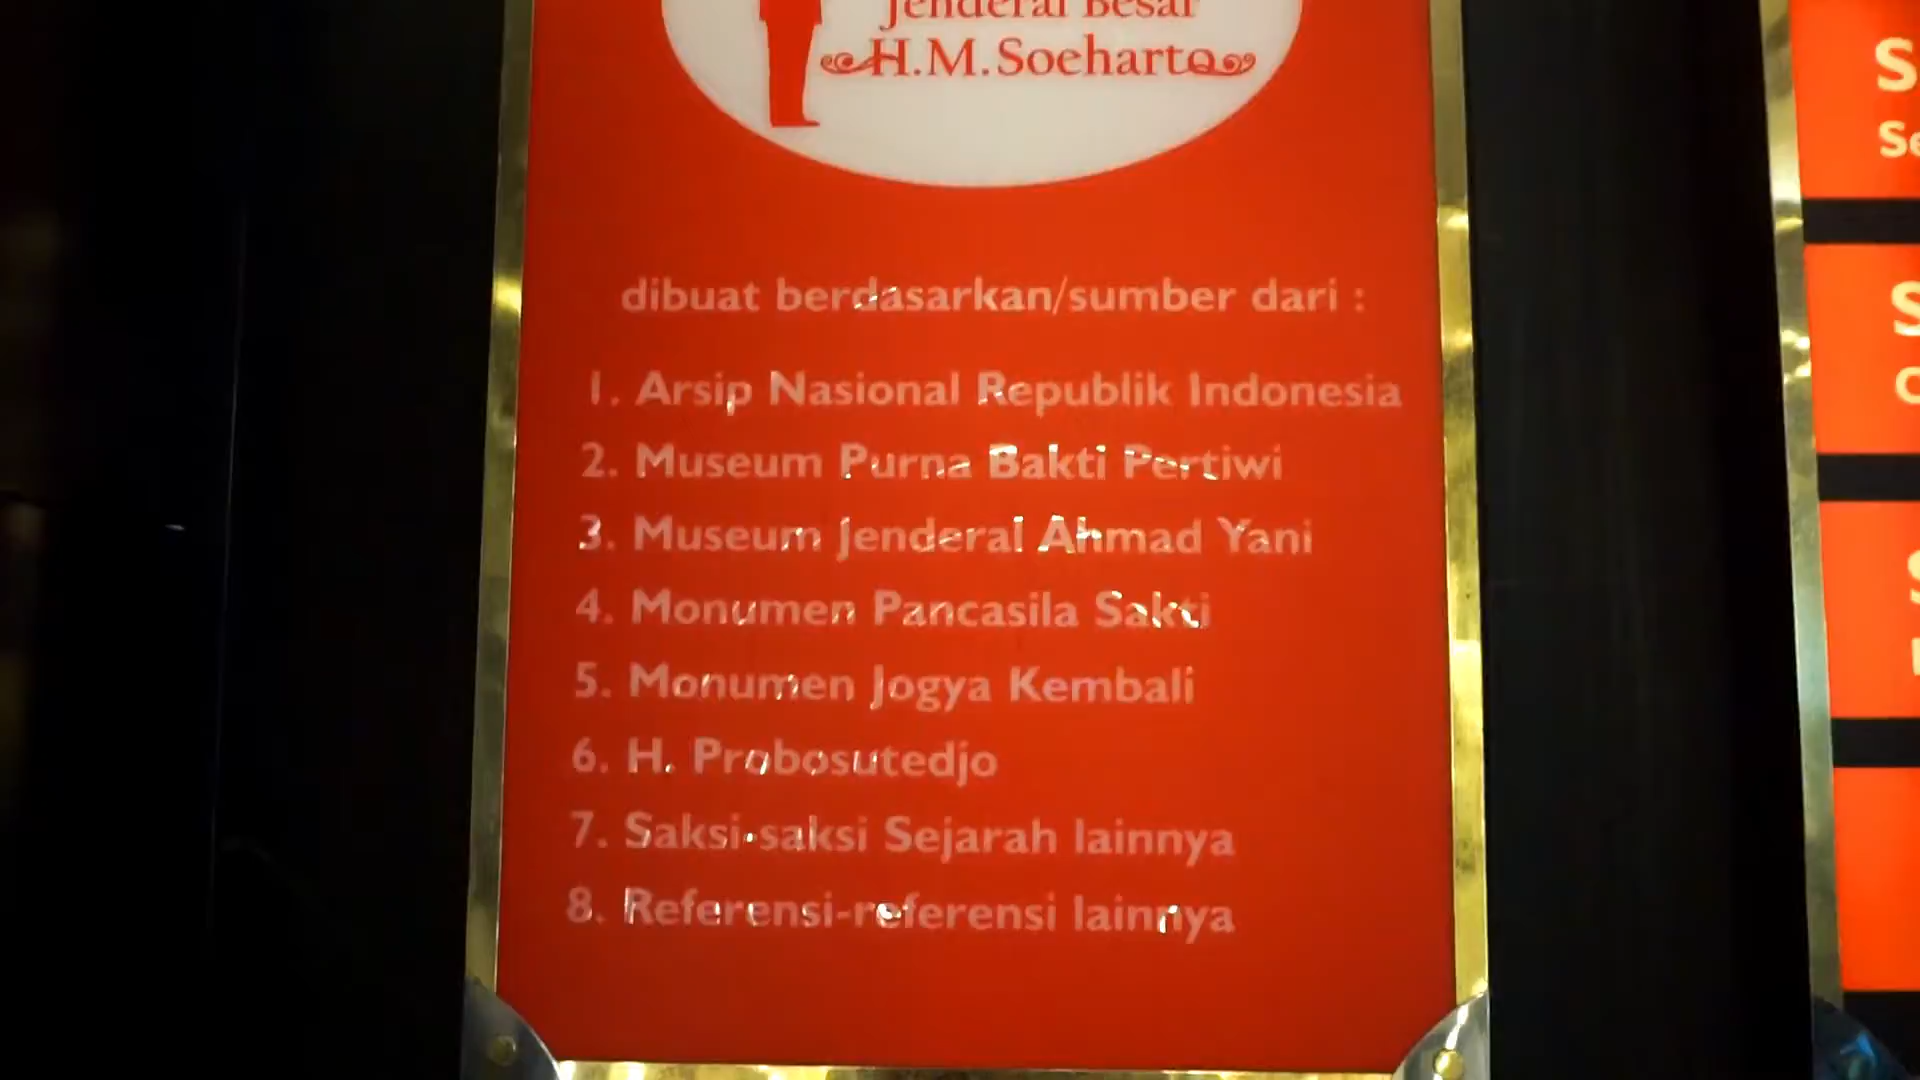 Jenderal Besar
H.M.Soeharto
dibuat berdasarkan/sumber dari :
1. Arsip Nasional Republik Indonesia
2. Museum Purna Bakti Pertiwi
3. Museum Jenderal Ahmad Yani
4. Monumen Pancasila Sakti
5. Monumen Jogya Kembali
6. H. Probosutedjo
7. Saksi-saksi Sejarah lainnya
8. Referensi-referensi lainnya